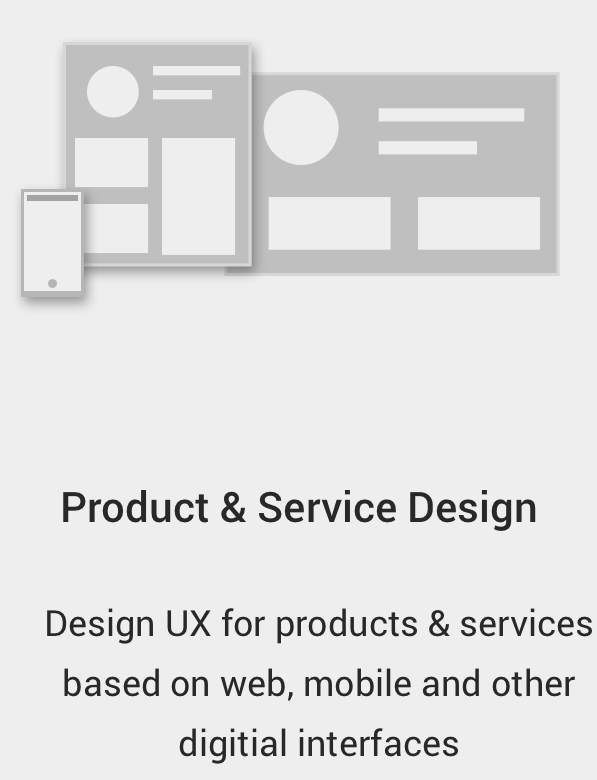 Product & Service Design
Design UX for products & services
based on web, mobile and other
digitial interfaces